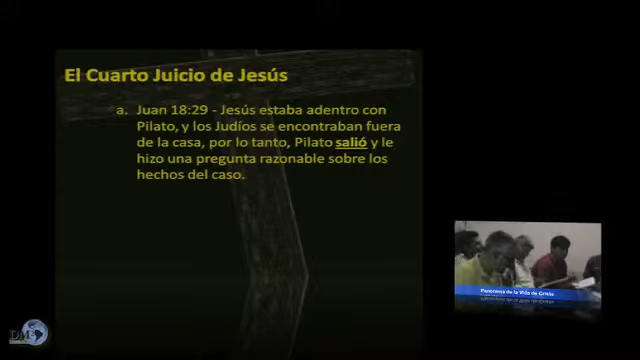 El Cuarto Juicio de Jesús
a. Juan 18:29 - Jesús estaba adentro con
Pilato, y los Judíos se encontraban fuera
de la casa, por lo tanto, Pilato salió y le
hizo una pregunta razonable sobre los
hechos del caso.
Panorama de la Vida de Cristo
DM